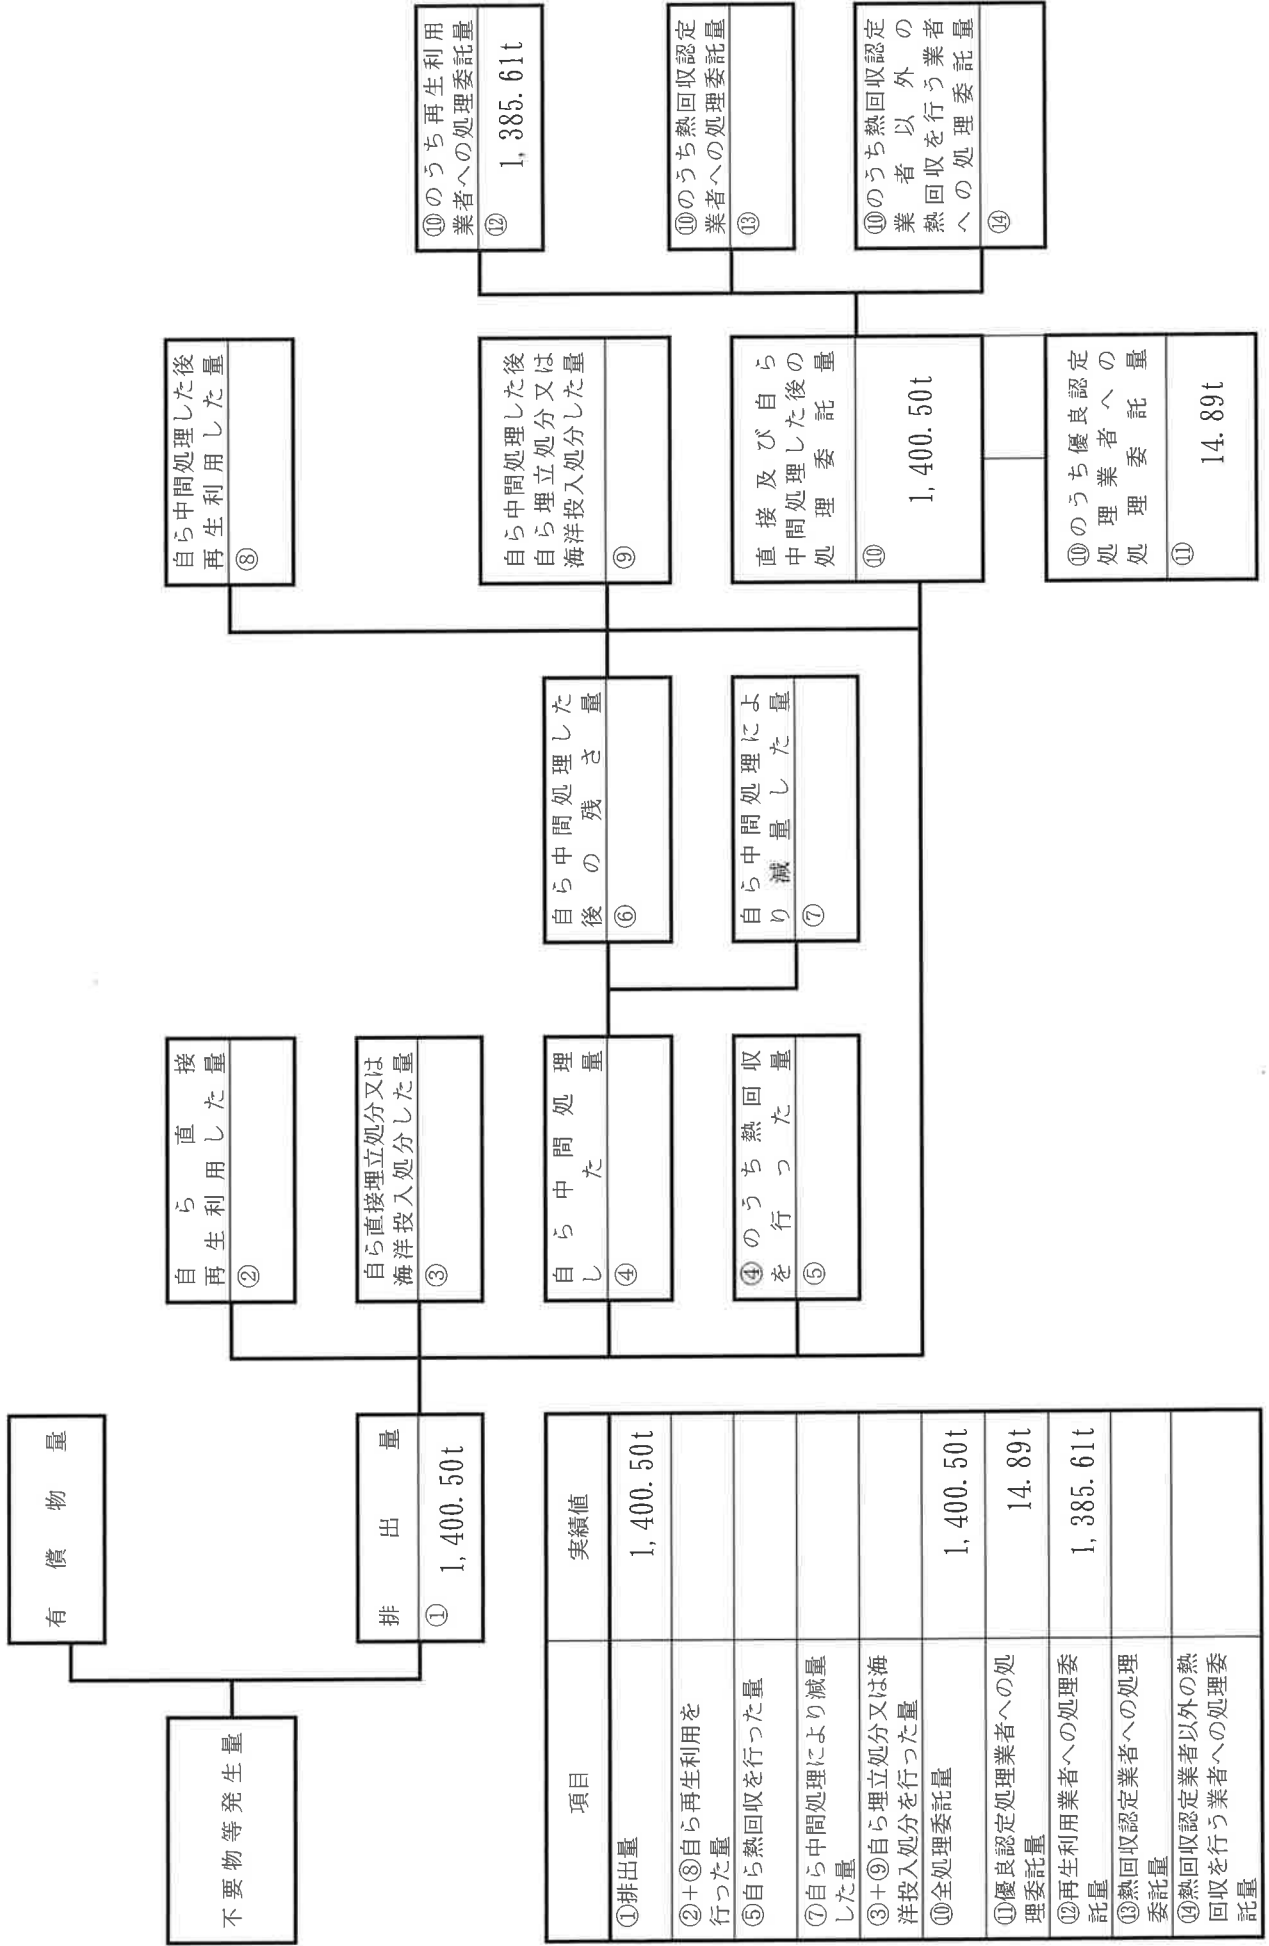 不要物等発生量
有償物量
排出量
① 1,400.50t
自ら直接
再生利用した量
②
自ら直接埋立処分又は
海洋投入処分した量
③
自ら中間処理
した量
④
④のうち熱回収
を行った量
⑤
自ら中間処理した
後の残さ量
⑥
自ら中間処理によ
り減量した量
⑦
自ら中間処理した後
再生利用した量
⑧
自ら中間処理した後
自ら埋立処分又は
海洋投入処分した量
⑨
直接及び自ら
中間処理した後の
処理委託量
⑩ 1,400.50t
⑩のうち優良認定
処理業者への
処理委託量
⑪ 14.89t
⑩のうち再生利用
業者への処理委託量
⑫ 1,385.61t
⑩のうち熱回収認定
業者への処理委託量
⑬
⑩のうち熱回収認定
業者以外の
熱回収を行う業者
への処理委託量
⑭
項目 実績値
①排出量 1,400.50t
②+⑧自ら再生利用を
行った量
⑤自ら熱回収を行った量
⑦自ら中間処理により減量
した量
③+⑨自ら埋立処分又は海
洋投入処分を行った量
⑩全処理委託量 1,400.50t
⑪優良認定処理業者への処
理委託量 14.89t
⑫再生利用業者への処理委
託量 1,385.61t
⑬熱回収認定業者への処理
委託量
⑭熱回収認定業者以外の熱
回収を行う業者への処理委
託量